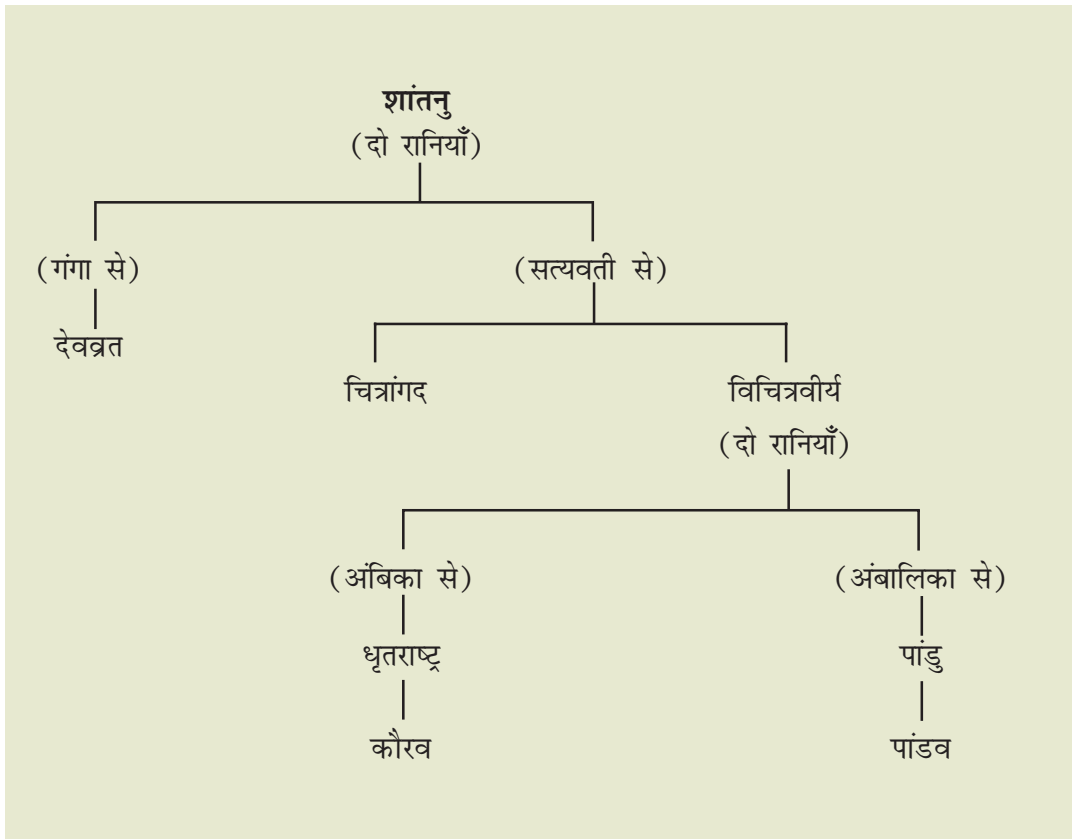 शांतनु
(दो रानियाँ)
(गंगा से)
(सत्यवती से)
देवव्रत
चित्रांगद
विचित्रवीर्य
(दो रानियाँ)
(अंबिका से)
(अंबालिका से)
धृतराष्ट्र
पांडु
कौरव
पांडव